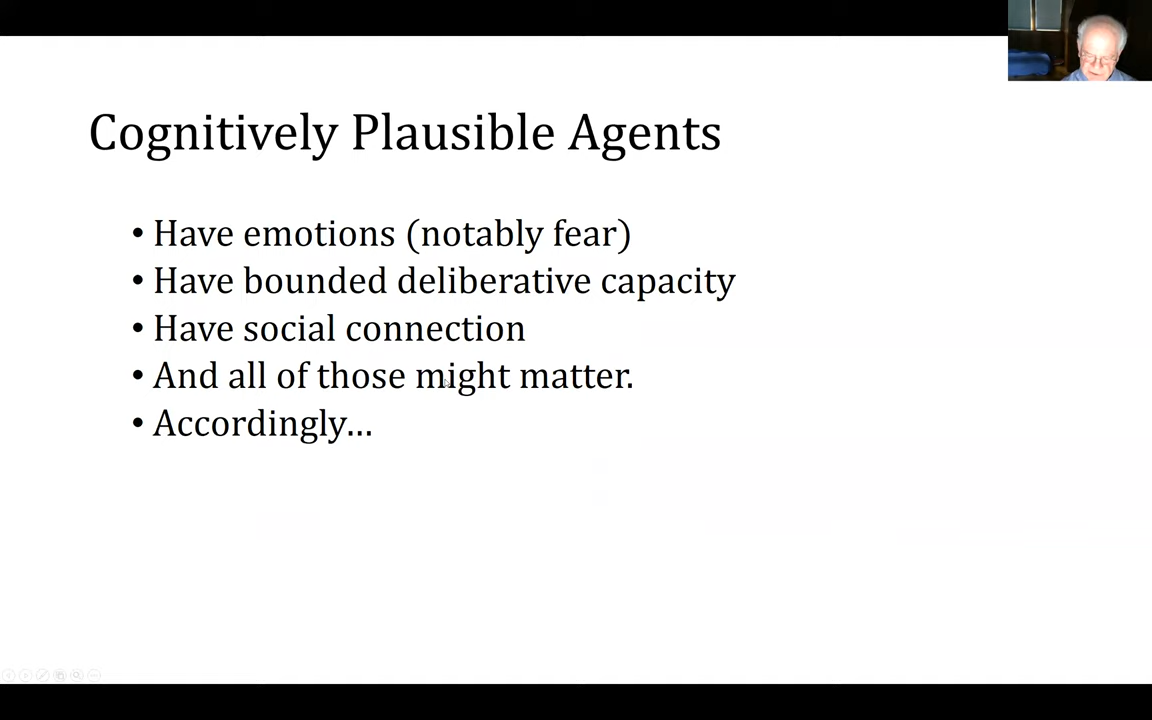 Cognitively Plausible Agents
• Have emotions (notably fear)
• Have bounded deliberative capacity
• Have social connection
• And all of those might matter.
• Accordingly…